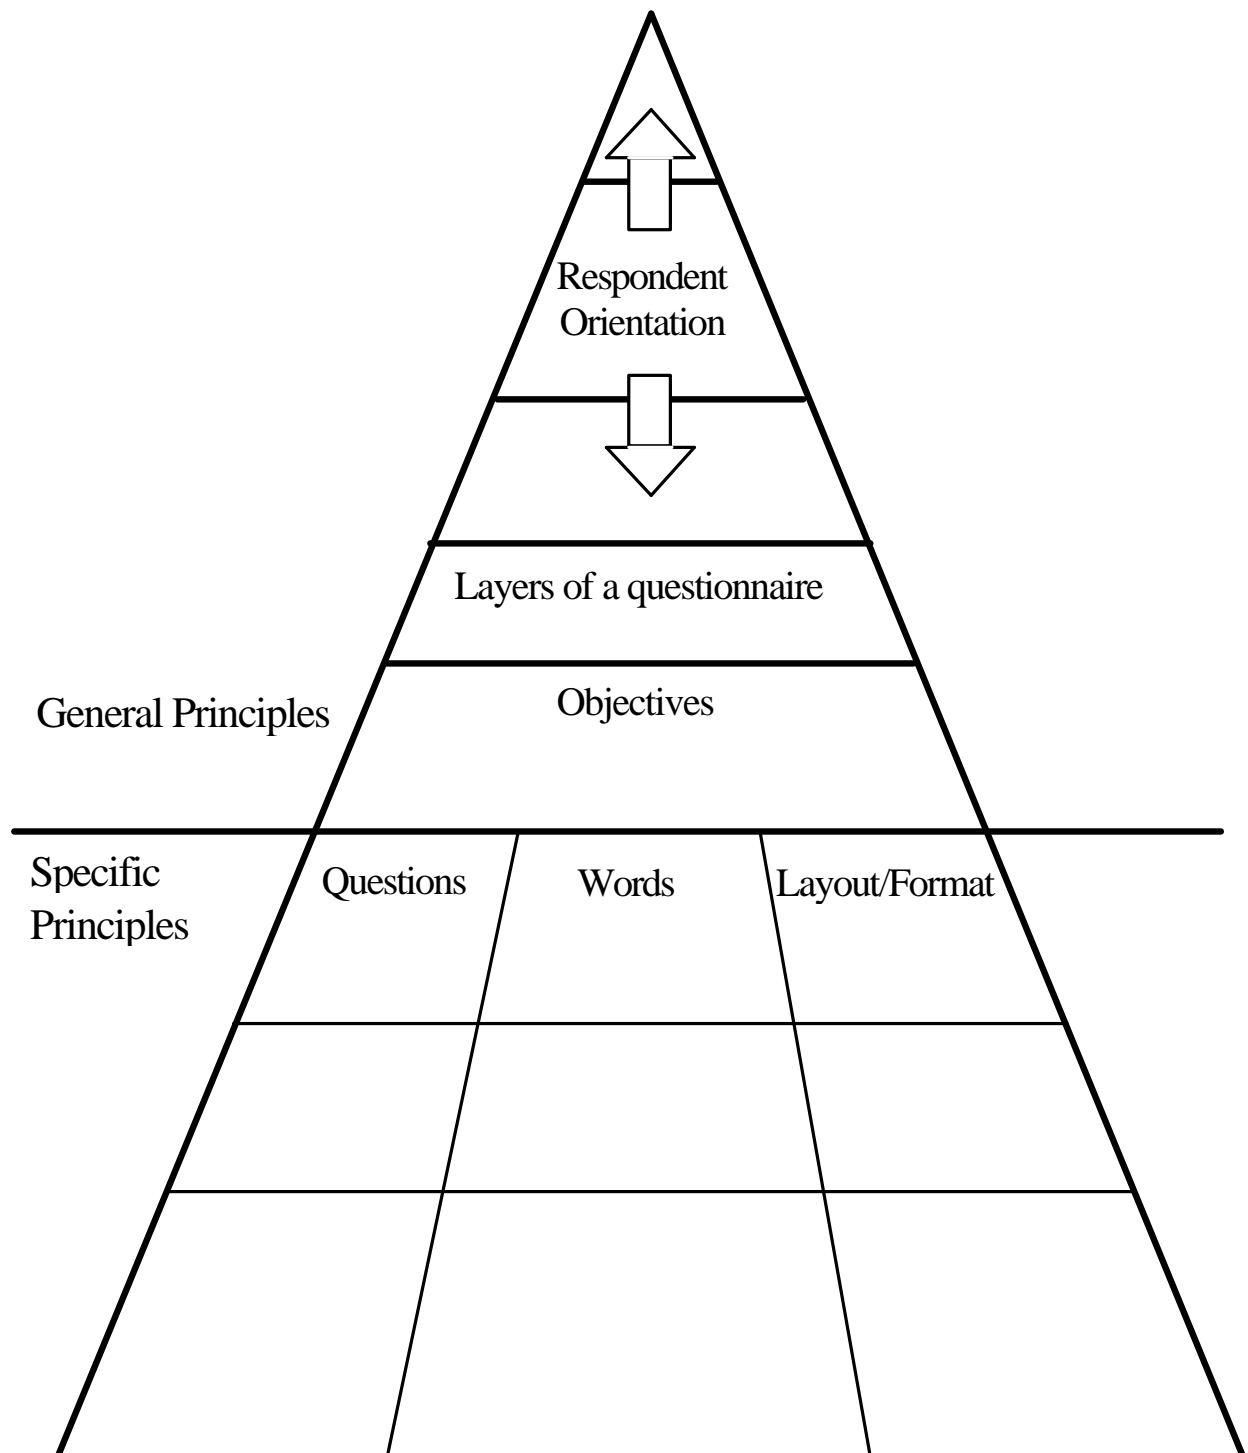 Respondent
Orientation
Layers of a questionnaire
General Principles
Objectives
Specific
Principles
Questions
Words
Layout/Format